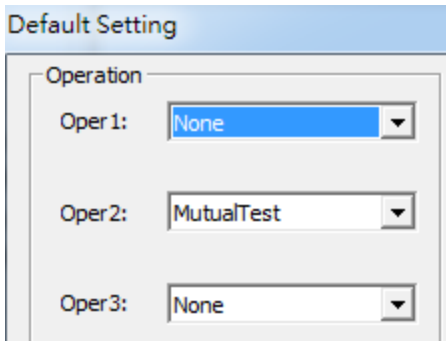 Default Setting
Operation
Oper1: None
Oper2: MutualTest
Oper3: None